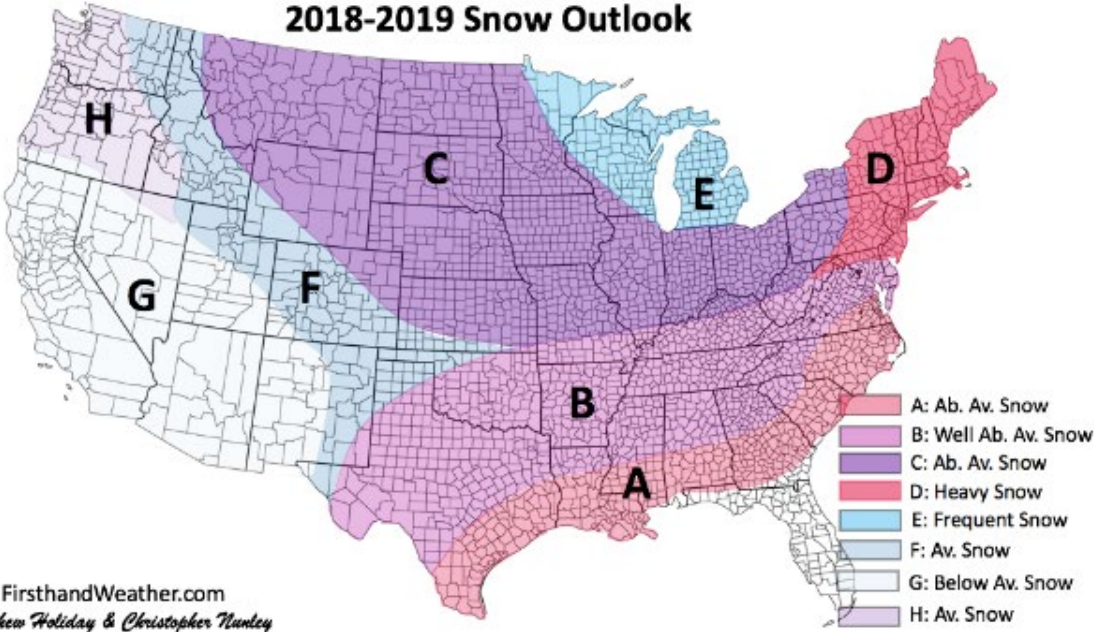 2018-2019 Snow Outlook
H
C
D
E
G
F
B
A
A: Ab. Av. Snow
B: Well Ab. Av. Snow
C: Ab. Av. Snow
D: Heavy Snow
E: Frequent Snow
F: Av. Snow
G: Below Av. Snow
H: Av. Snow
FirsthandWeather.com
hew Holiday & Christopher Nunley